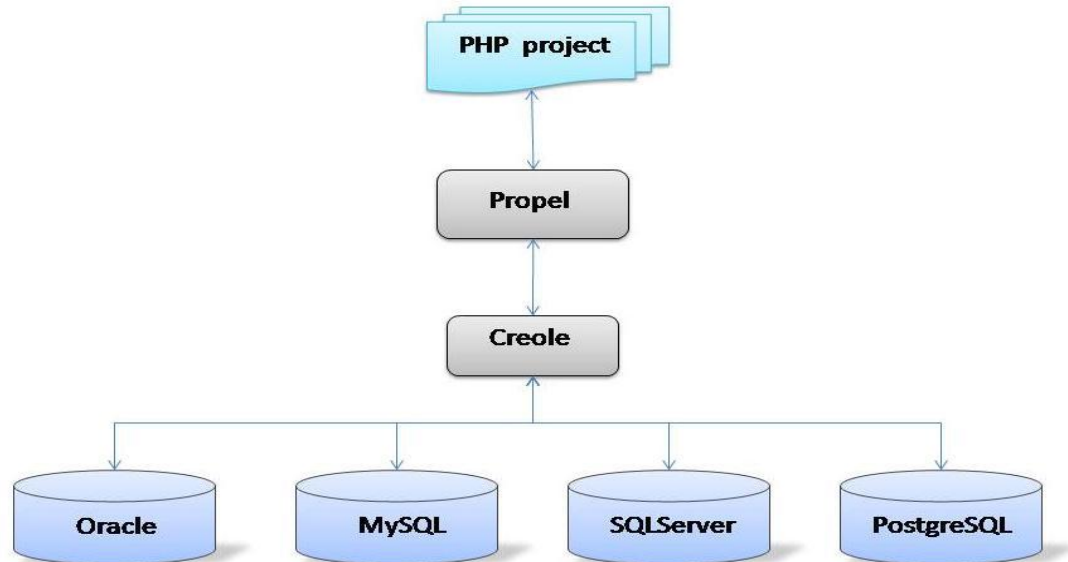 PHP project
Propel
Creole
Oracle
MySQL
SQLServer
PostgreSQL